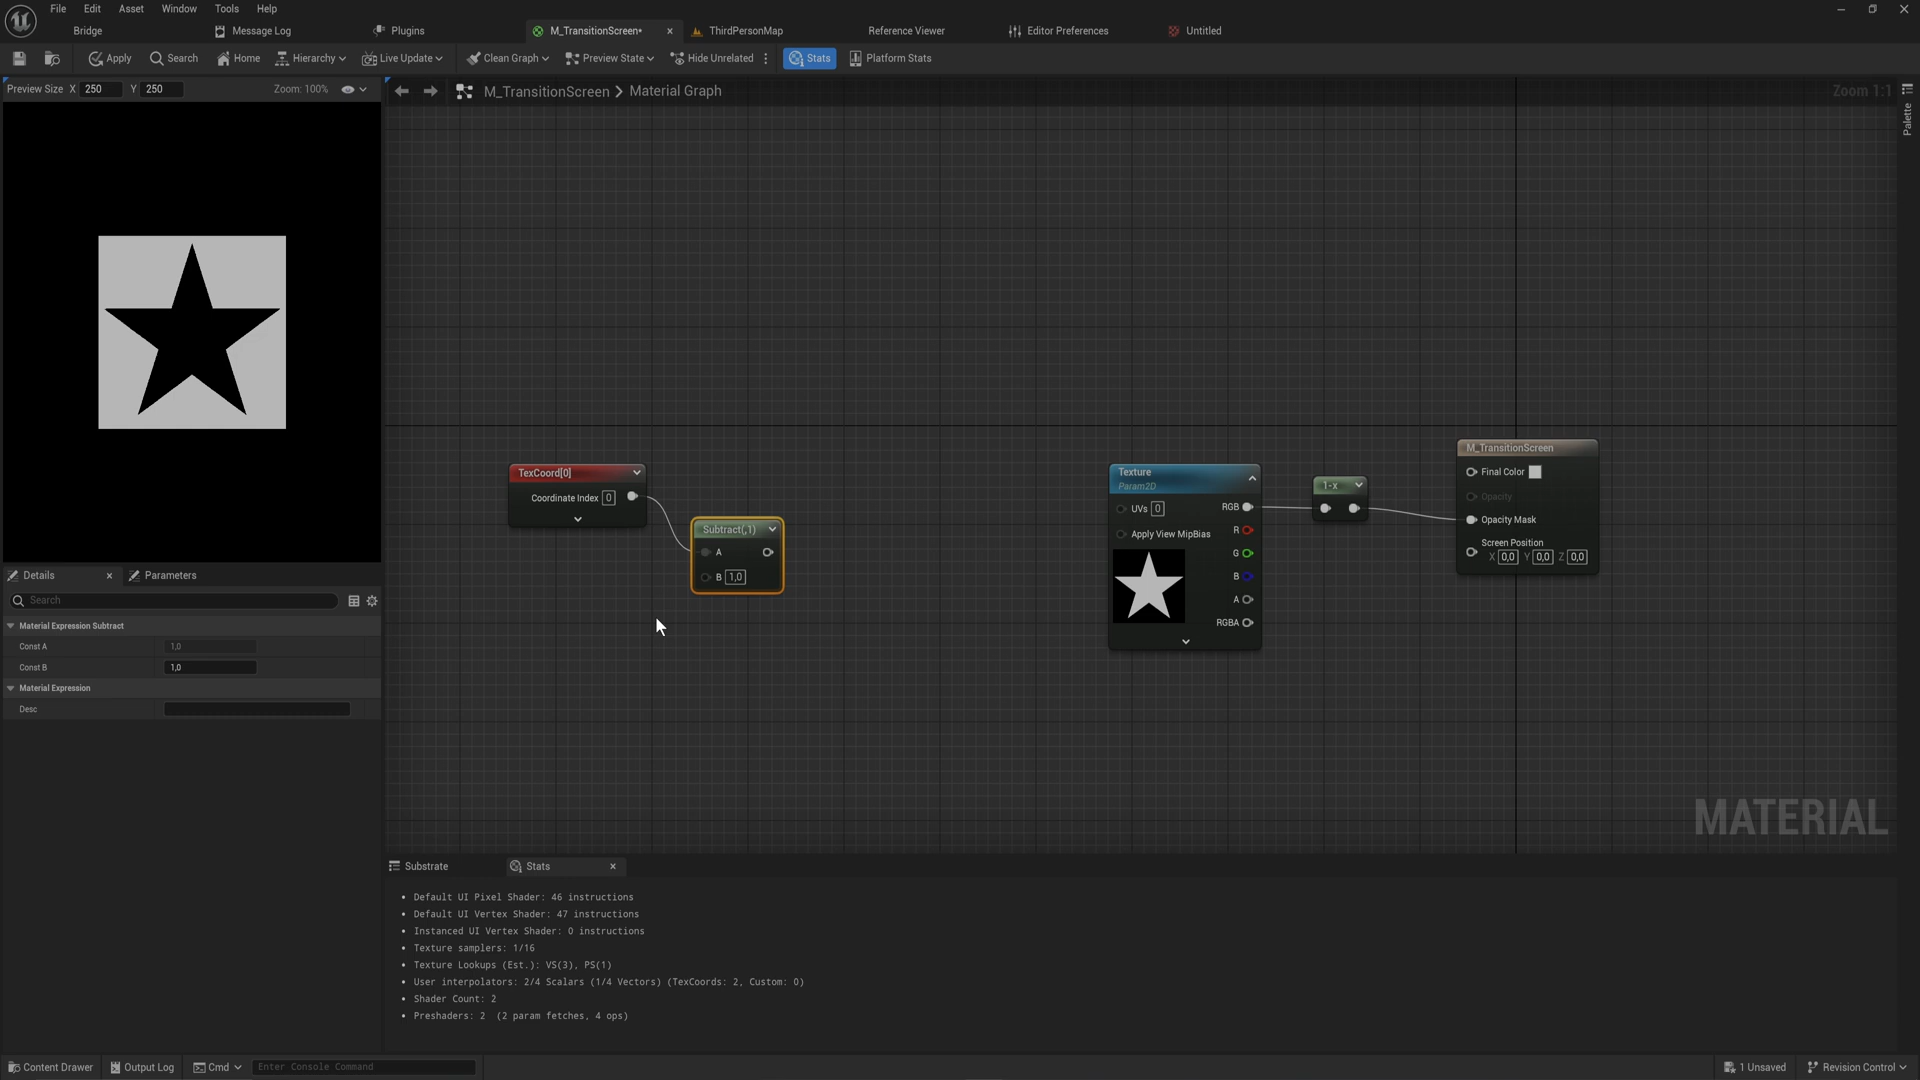 File Edit Asset Window Tools Help
Bridge Message Log Plugins M_TransitionScreen• ThirdPersonMap Reference Viewer Editor Preferences Untitled
Apply Search Home Hierarchy Live Update Clean Graph Preview State Hide Unrelated Stats Platform Stats
Preview Size X 250 Y 250 Zoom: 100%
M_TransitionScreen > Material Graph
Zoom 1:1
Palette
TexCoord[0]
Coordinate Index 0
Subtract(,1)
A
B 1,0
Texture
Param2D
UVs 0
Apply View MipBias
RGB
R
G
B
A
RGBA
1-x
M_TransitionScreen
Final Color
Opacity
Opacity Mask
Screen Position
X 0,0 Y 0,0 Z 0,0
MATERIAL
Details Parameters
Search
Material Expression Subtract
Const A 1,0
Const B 1,0
Material Expression
Desc
Substrate Stats
• Default UI Pixel Shader: 46 instructions
• Default UI Vertex Shader: 47 instructions
• Instanced UI Vertex Shader: 0 instructions
• Texture samplers: 1/16
• Texture Lookups (Est.): VS(3), PS(1)
• User interpolators: 2/4 Scalars (1/4 Vectors) (TexCoords: 2, Custom: 0)
• Shader Count: 2
• Preshaders: 2 (2 param fetches, 4 ops)
Content Drawer Output Log Cmd Enter Console Command 1 Unsaved Revision Control